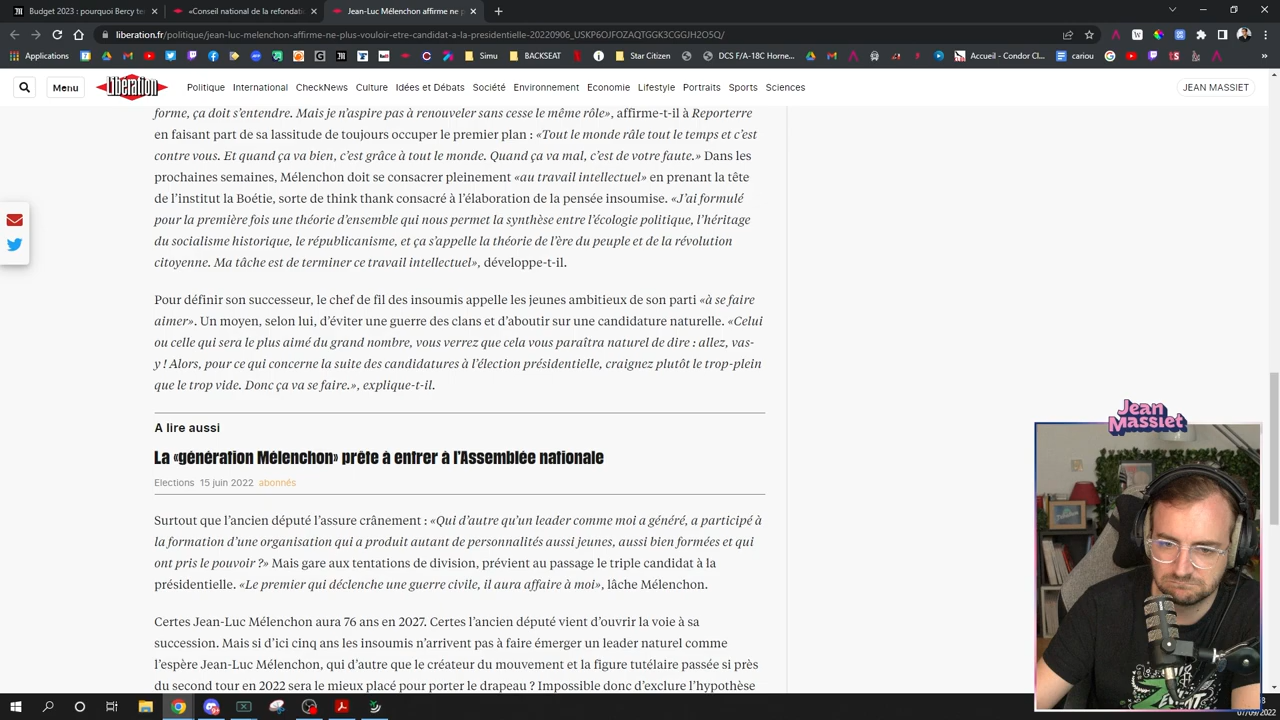 Budget 2023 : pourquoi Bercy te
«Conseil national de la refondati
Jean-Luc Mélenchon affirme ne p
liberation.fr/politique/jean-luc-melenchon-affirme-ne-plus-vouloir-etre-candidat-a-la-presidentielle-20220906_USKP6OJFOZAQTGGK3CGGJH2O5Q/
Applications
Simu
BACKSEAT
Star Citizen
DCS F/A-18C Horne...
Accueil - Condor Cl...
cariou
Menu
Libération
Politique
International
CheckNews
Culture
Idées et Débats
Société
Environnement
Economie
Lifestyle
Portraits
Sports
Sciences
JEAN MASSIET
forme, ça doit s’entendre. Mais je n’aspire pas à renouveler sans cesse le même rôle», affirme-t-il à Reporterre
en faisant part de sa lassitude de toujours occuper le premier plan : «Tout le monde râle tout le temps et c’est
contre vous. Et quand ça va bien, c’est grâce à tout le monde. Quand ça va mal, c’est de votre faute.» Dans les
prochaines semaines, Mélenchon doit se consacrer pleinement «au travail intellectuel» en prenant la tête
de l’institut la Boétie, sorte de think thank consacré à l’élaboration de la pensée insoumise. «J’ai formulé
pour la première fois une théorie d’ensemble qui nous permet la synthèse entre l’écologie politique, l’héritage
du socialisme historique, le républicanisme, et ça s’appelle la théorie de l’ère du peuple et de la révolution
citoyenne. Ma tâche est de terminer ce travail intellectuel», développe-t-il.
Pour définir son successeur, le chef de fil des insoumis appelle les jeunes ambitieux de son parti «à se faire
aimer». Un moyen, selon lui, d’éviter une guerre des clans et d’aboutir sur une candidature naturelle. «Celui
ou celle qui sera le plus aimé du grand nombre, vous verrez que cela vous paraîtra naturel de dire : allez, vas-
y ! Alors, pour ce qui concerne la suite des candidatures à l’élection présidentielle, craignez plutôt le trop-plein
que le trop vide. Donc ça va se faire.», explique-t-il.
A lire aussi
La «génération Mélenchon» prête à entrer à l’Assemblée nationale
Elections 15 juin 2022 abonnés
Surtout que l’ancien député l’assure crânement : «Qui d’autre qu’un leader comme moi a généré, a participé à
la formation d’une organisation qui a produit autant de personnalités aussi jeunes, aussi bien formées et qui
ont pris le pouvoir ?» Mais gare aux tentations de division, prévient au passage le triple candidat à la
présidentielle. «Le premier qui déclenche une guerre civile, il aura affaire à moi», lâche Mélenchon.
Certes Jean-Luc Mélenchon aura 76 ans en 2027. Certes l’ancien député vient d’ouvrir la voie à sa
succession. Mais si d’ici cinq ans les insoumis n’arrivent pas à faire émerger un leader naturel comme
l’espère Jean-Luc Mélenchon, qui d’autre que le créateur du mouvement et la figure tutélaire passée si près
du second tour en 2022 sera le mieux placé pour porter le drapeau ? Impossible donc d’exclure l’hypothèse
Jean
Massiet
07/09/2022